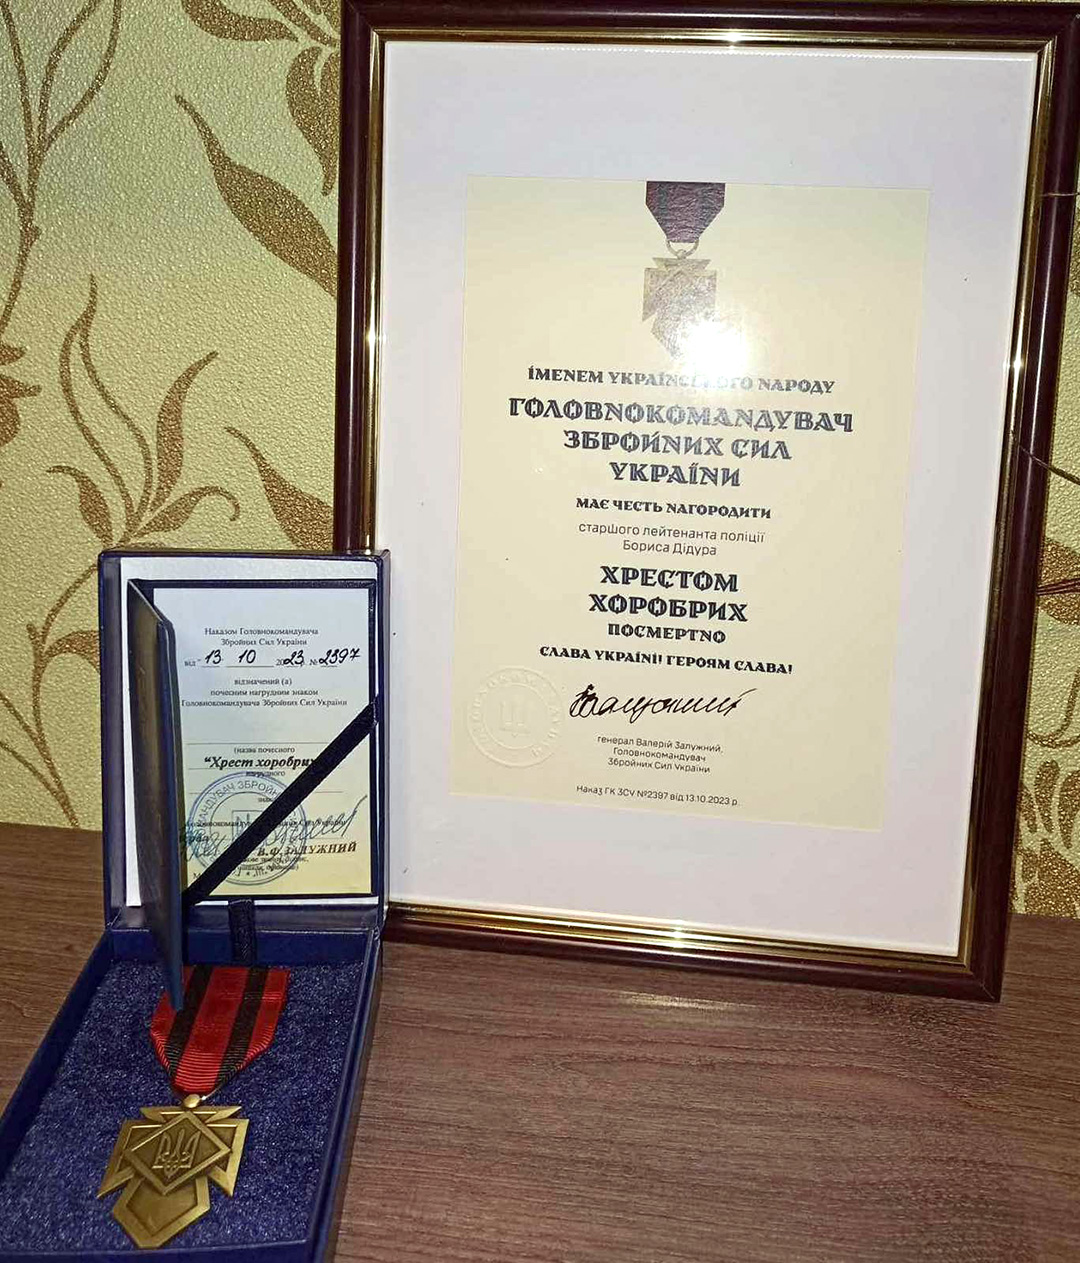 ІМЕНЕМ УКРАЇНСЬКОГО НАРОДУ
ГОЛОВНОКОМАНДУВАЧ
ЗБРОЙНИХ СИЛ
УКРАЇНИ
МАЄ ЧЕСТЬ НАГОРОДИТИ
старшого лейтенанта поліції
Бориса Дідура
ХРЕСТОМ
ХОРОБРИХ
ПОСМЕРТНО
СЛАВА УКРАЇНІ! ГЕРОЯМ СЛАВА!
генерал Валерій Залужний,
Головнокомандувач
Збройних Сил України
Наказ ГК ЗСУ №2397 від 13.10.2023 р.
Наказом Головнокомандувача
Збройних Сил України
від "13 10 2023 № 2397
відзначений (а)
почесним нагрудним знаком
Головнокомандувача Збройних Сил України
(назва почесного
"Хрест хоробрих
нагрудного
знака
Сил України
В.Ф.ЗАЛУЖНИЙ